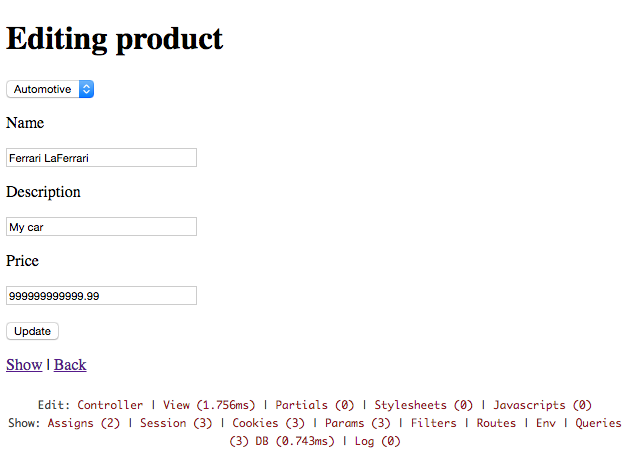 Editing product
Automotive
Name
Ferrari LaFerrari
Description
My car
Price
999999999999.99
Update
Show | Back
Edit: Controller | View (1.756ms) | Partials (0) | Stylesheets (0) | Javascripts (0)
Show: Assigns (2) | Session (3) | Cookies (3) | Params (3) | Filters | Routes | Env | Queries
(3) DB (0.743ms) | Log (0)